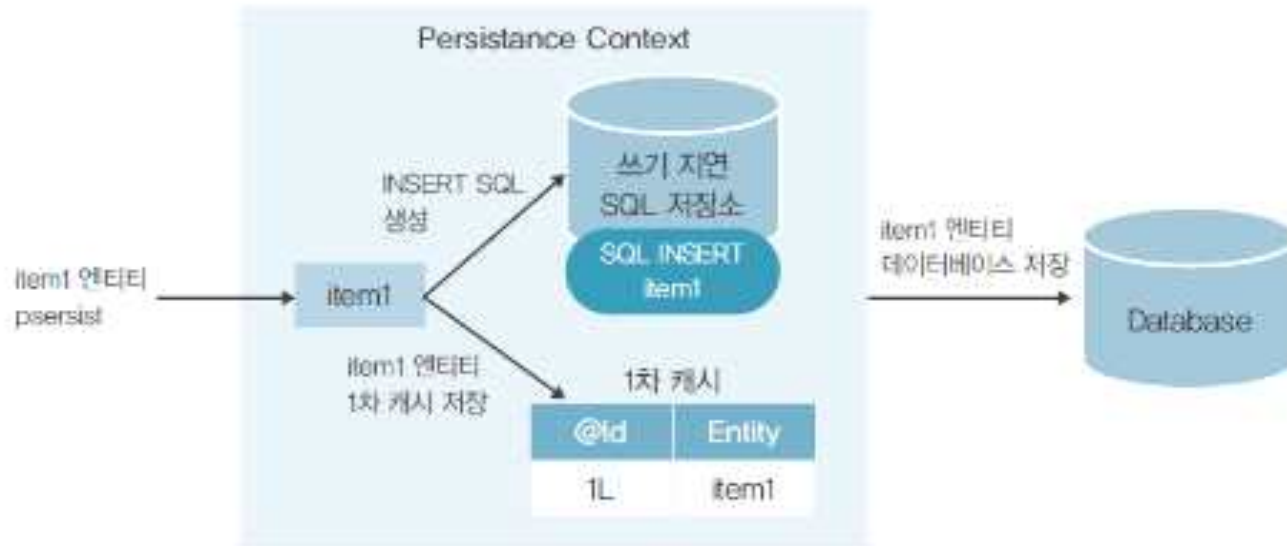 Persistance Context
쓰기 지연
SQL 저장소
INSERT SQL
생성
SQL INSERT
item1
item1 엔티티
psersist
item1
item1 엔티티
데이터베이스 저장
Database
item1 엔티티
1차 캐시 저장
1차 캐시
@Id Entity
1L item1